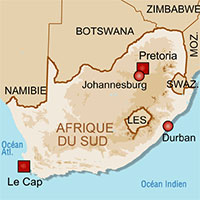 ZIMBABWE
BOTSWANA
MOZ.
Pretoria
Johannesburg
NAMIBIE
SWAZ.
AFRIQUE
DU SUD
LES.
Océan
Atl.
Durban
Le Cap
Océan Indien